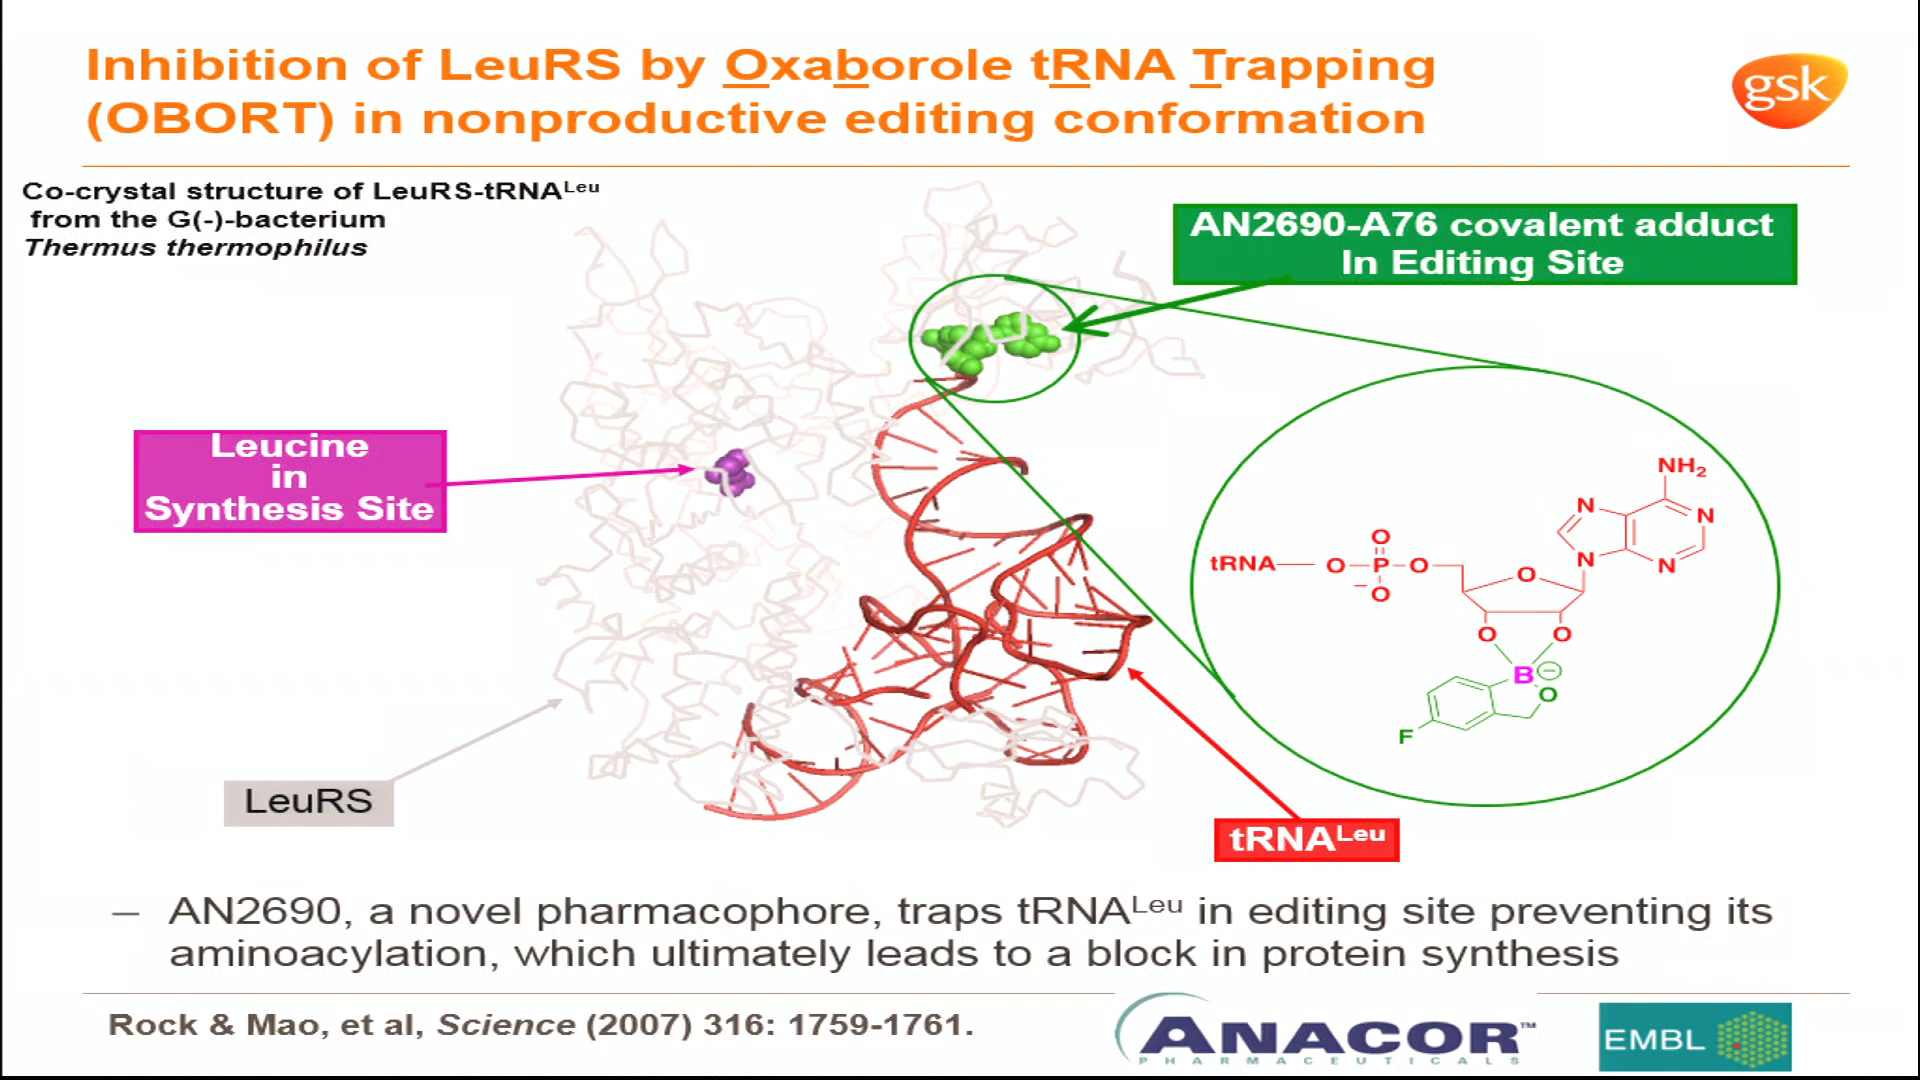 Inhibition of LeuRS by Oxaborole tRNA Trapping
(OBORT) in nonproductive editing conformation
gsk
Co-crystal structure of LeuRS-tRNALeu
from the G(-)-bacterium
Thermus thermophilus
AN2690-A76 covalent adduct
In Editing Site
Leucine
in
Synthesis Site
NH2
N
N
N
N
tRNA
O
P
O
O
O
O
O
O
B
O
F
LeuRS
tRNALeu
– AN2690, a novel pharmacophore, traps tRNALeu in editing site preventing its
aminoacylation, which ultimately leads to a block in protein synthesis
Rock & Mao, et al, Science (2007) 316: 1759-1761.
ANACOR™
PHARMACEUTICALS
EMBL